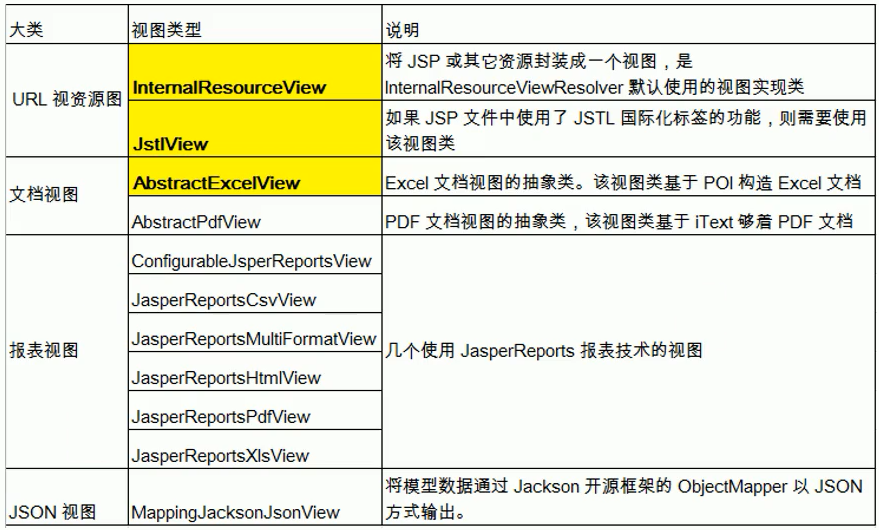 大类 视图类型 说明
将 JSP 或其它资源封装成一个视图，是
URL 视资源图 InternalResourceView InternalResourceViewResolver 默认使用的视图实现类
如果 JSP 文件中使用了 JSTL 国际化标签的功能，则需要使用
JstlView 该视图类
文档视图 AbstractExcelView Excel 文档视图的抽象类。该视图类基于 POI 构造 Excel 文档
AbstractPdfView PDF 文档视图的抽象类，该视图类基于 iText 够着 PDF 文档
报表视图 ConfigurableJsperReportsView
JasperReportsCsvView
JasperReportsMultiFormatView 几个使用 JasperReports 报表技术的视图
JasperReportsHtmlView
JasperReportsPdfView
JasperReportsXlsView
将模型数据通过 Jackson 开源框架的 ObjectMapper 以 JSON
JSON 视图 MappingJacksonJsonView 方式输出。